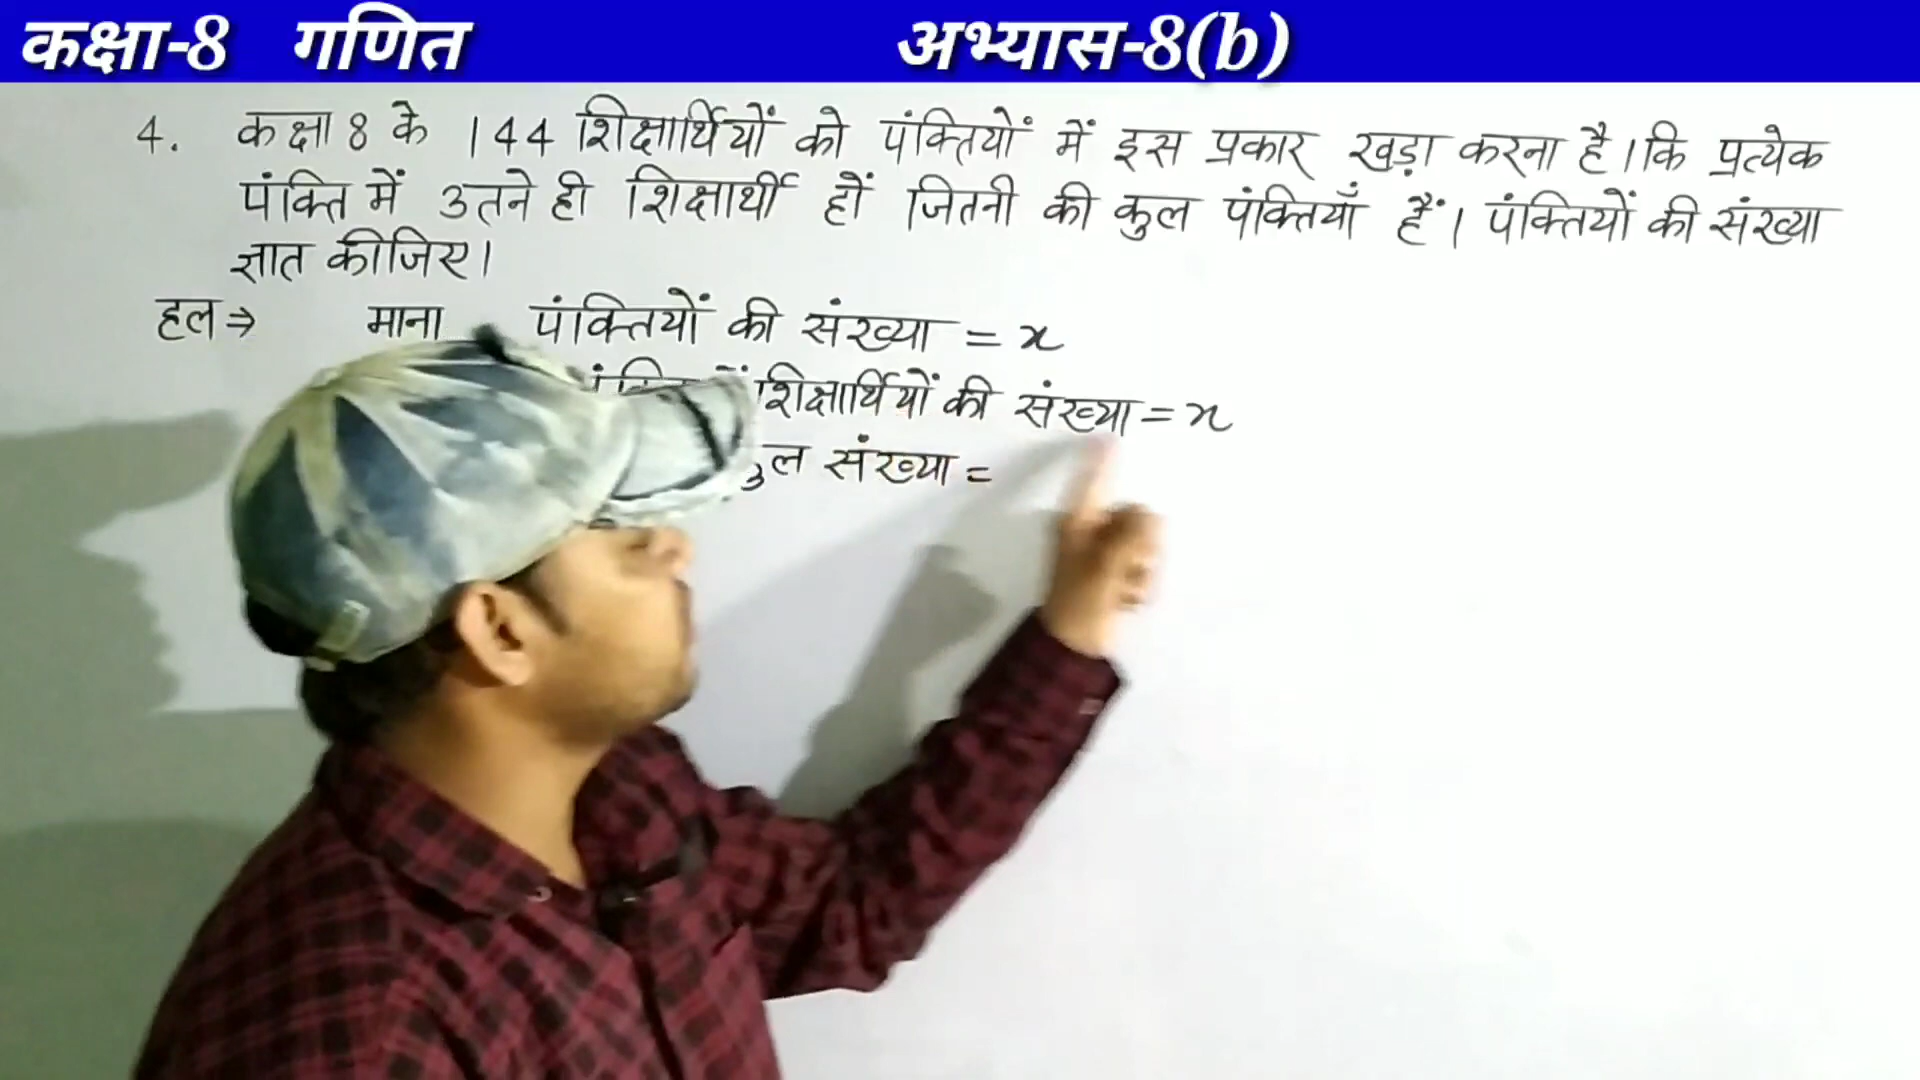 कक्षा-8 गणित अभ्यास-8(b)
4. कक्षा 8 के 144 शिक्षार्थियों को पंक्तियों में इस प्रकार खड़ा करना है। कि प्रत्येक
पंक्ति में उतने ही शिक्षार्थी हों जितनी की कुल पंक्तियाँ हैं। पंक्तियों की संख्या
ज्ञात कीजिए।
हल ⇒ माना पंक्तियों की संख्या = x
शिक्षार्थियों की संख्या = x
संख्या =